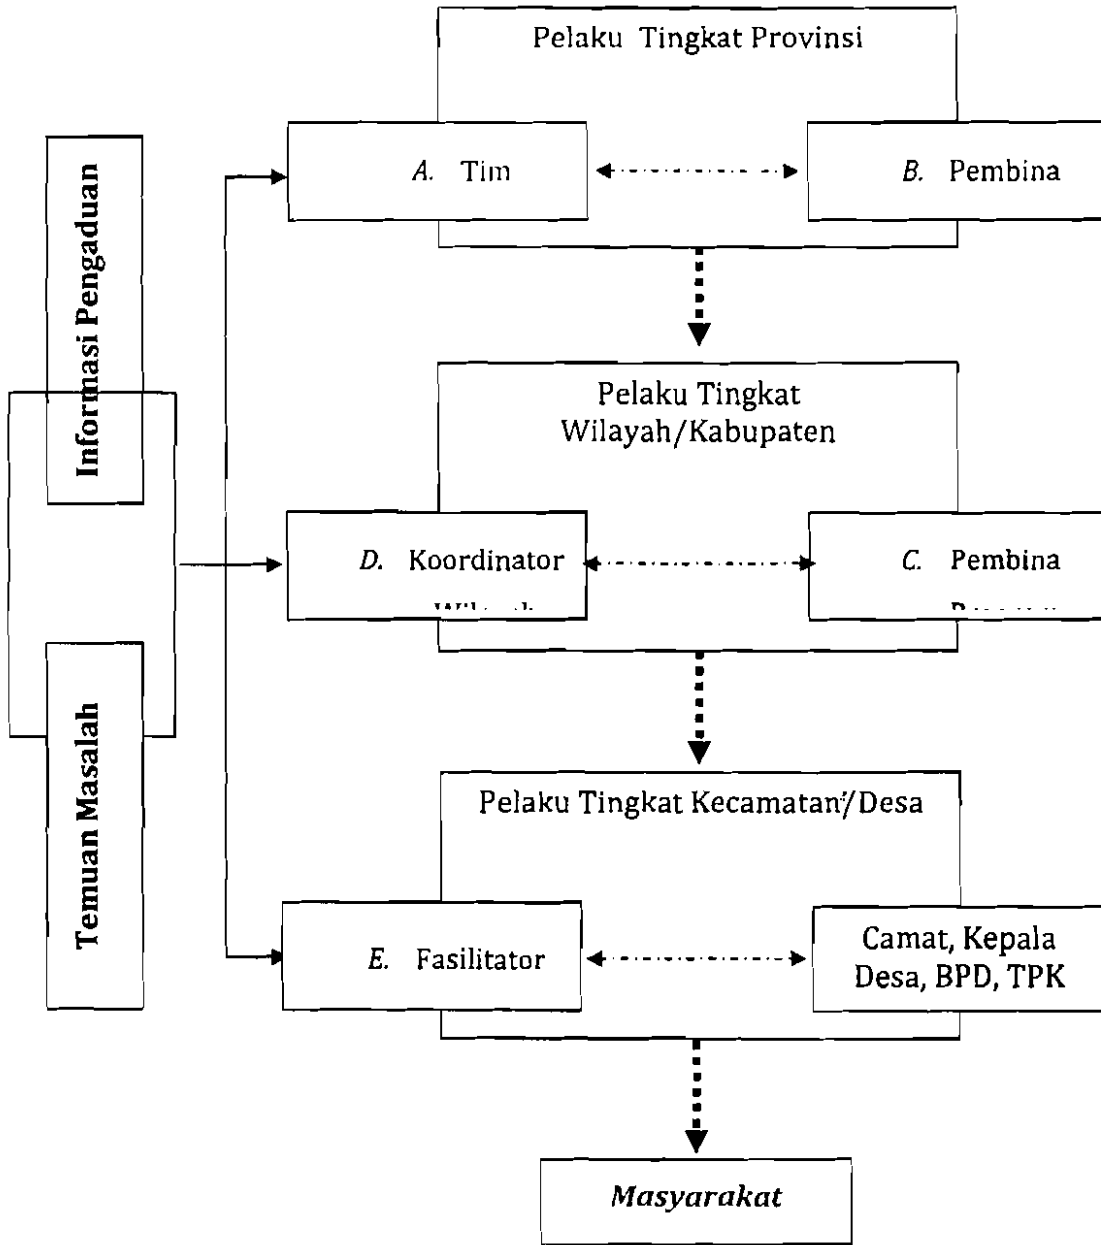 Pelaku Tingkat Provinsi
A. Tim
B. Pembina
Informasi Pengaduan
Pelaku Tingkat
Wilayah/Kabupaten
D. Koordinator
C. Pembina
Temuan Masalah
Pelaku Tingkat Kecamatan/Desa
E. Fasilitator
Camat, Kepala
Desa, BPD, TPK
Masyarakat